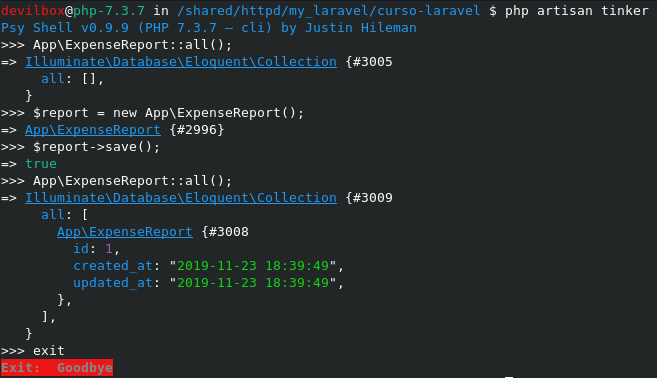 devilbox@php-7.3.7 in /shared/httpd/my_laravel/curso-laravel $ php artisan tinker
Psy Shell v0.9.9 (PHP 7.3.7 — cli) by Justin Hileman
>>> App\ExpenseReport::all();
=> Illuminate\Database\Eloquent\Collection {#3005
     all: [],
   }
>>> $report = new App\ExpenseReport();
=> App\ExpenseReport {#2996}
>>> $report->save();
=> true
>>> App\ExpenseReport::all();
=> Illuminate\Database\Eloquent\Collection {#3009
     all: [
       App\ExpenseReport {#3008
         id: 1,
         created_at: "2019-11-23 18:39:49",
         updated_at: "2019-11-23 18:39:49",
       },
     ],
   }
>>> exit
Exit:  Goodbye